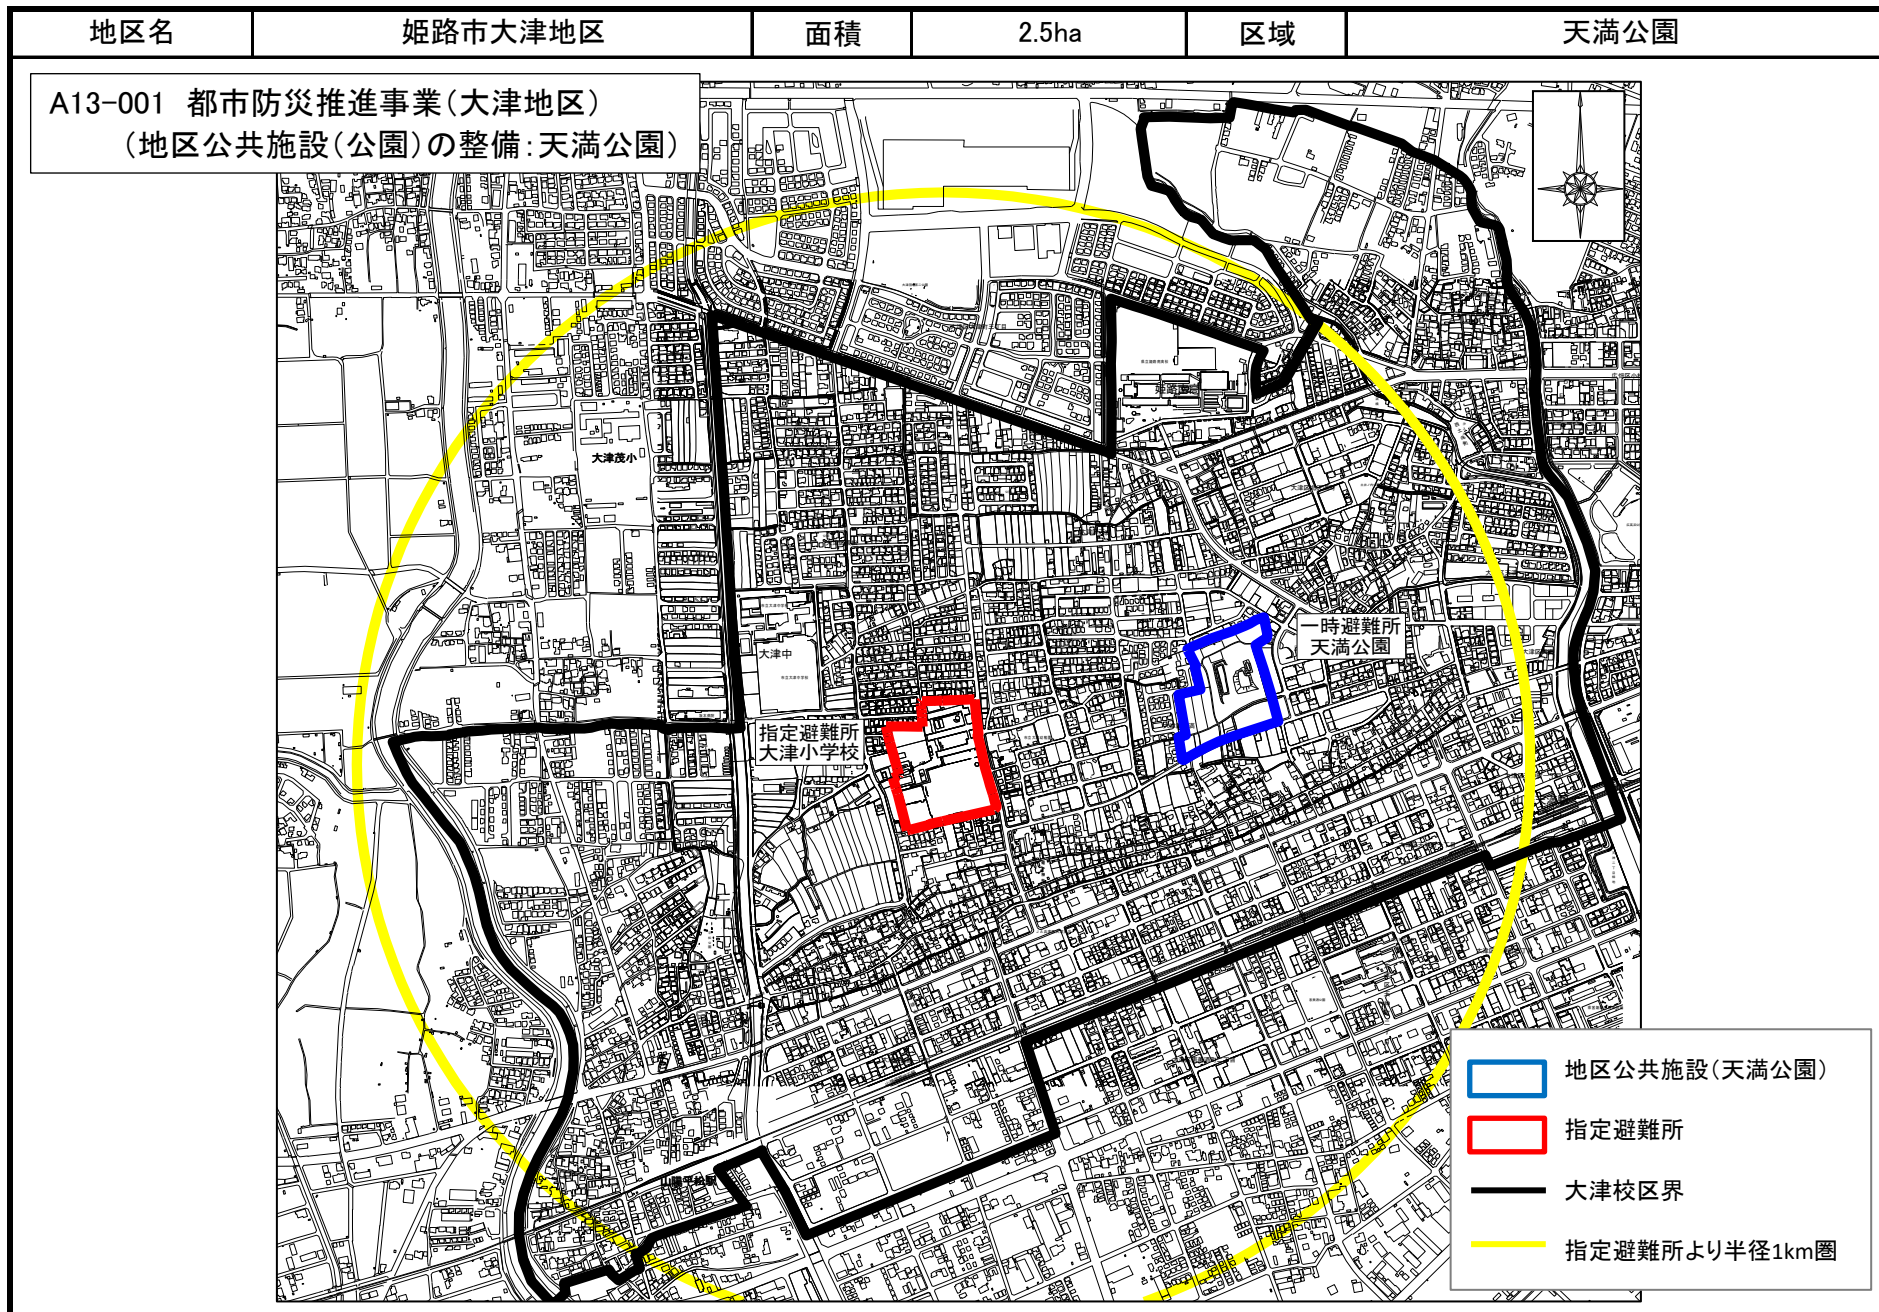 地区名
姫路市大津地区
面積
2.5ha
区域
天満公園
A13-001 都市防災推進事業(大津地区)
(地区公共施設(公園)の整備:天満公園)
大津茂小
大津中
一時避難所
天満公園
指定避難所
大津小学校
山陽平松駅
地区公共施設(天満公園)
指定避難所
大津校区界
指定避難所より半径1km圏